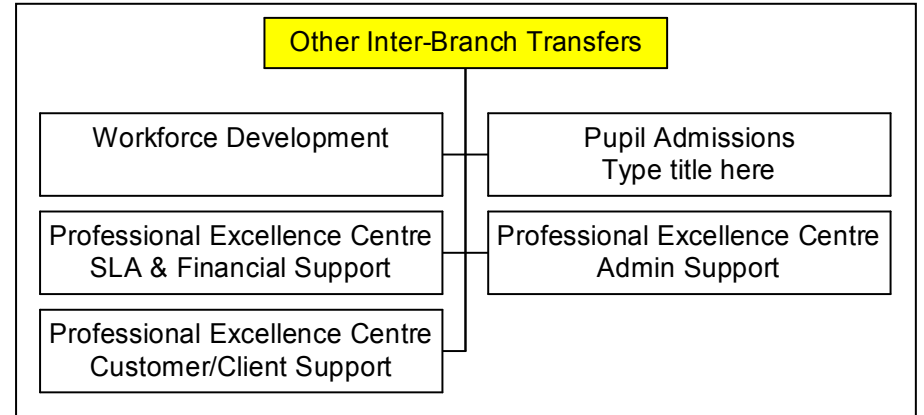 Other Inter-Branch Transfers
Workforce Development
Pupil Admissions
Type title here
Professional Excellence Centre
SLA & Financial Support
Professional Excellence Centre
Admin Support
Professional Excellence Centre
Customer/Client Support